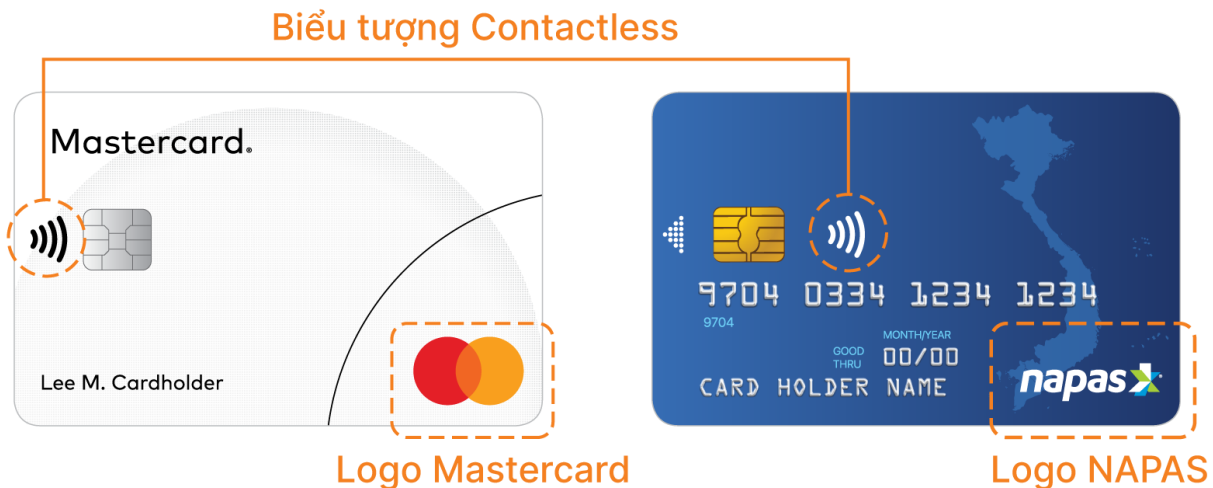 Biểu tượng Contactless
Mastercard.
Lee M. Cardholder
Logo Mastercard
9704 0334 1234 1234
9704
MONTH/YEAR
GOOD THRU 00/00
CARD HOLDER NAME
napas
Logo NAPAS